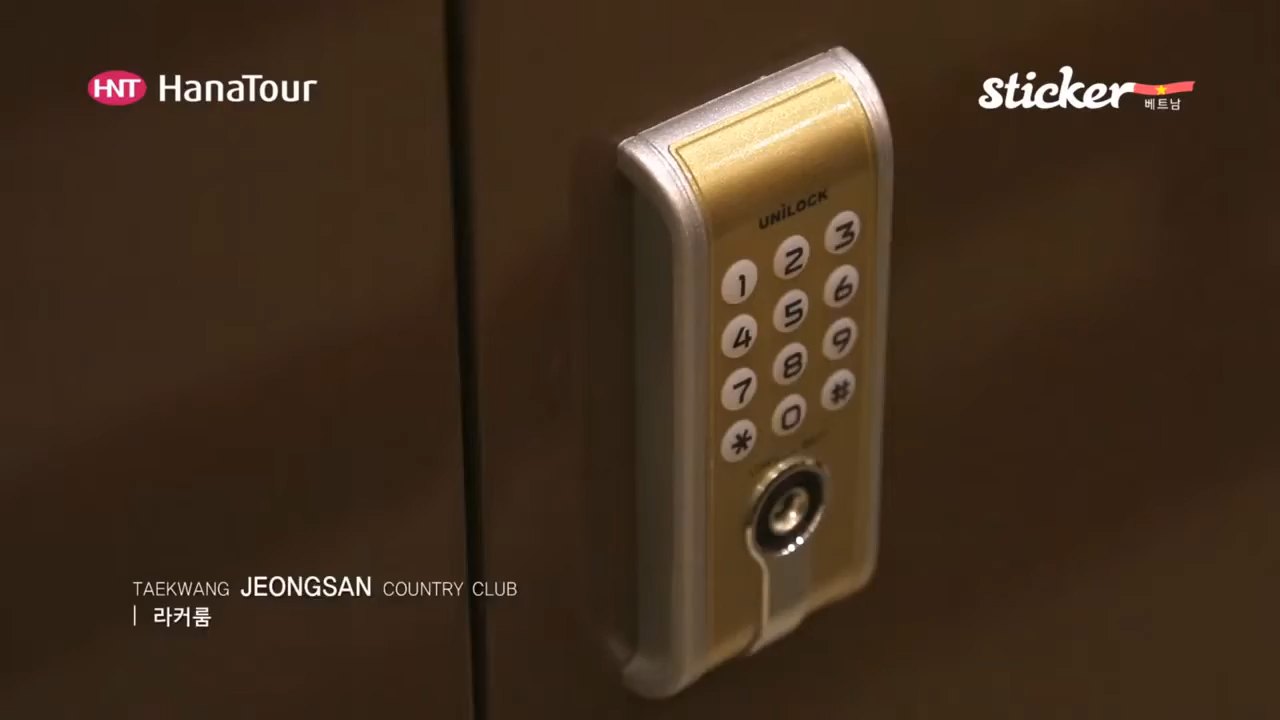 HNT HanaTour
sticker 베트남
UNILOCK
1 2 3
4 5 6
7 8 9
* 0 #
TAEKWANG JEONGSAN COUNTRY CLUB
| 라커룸